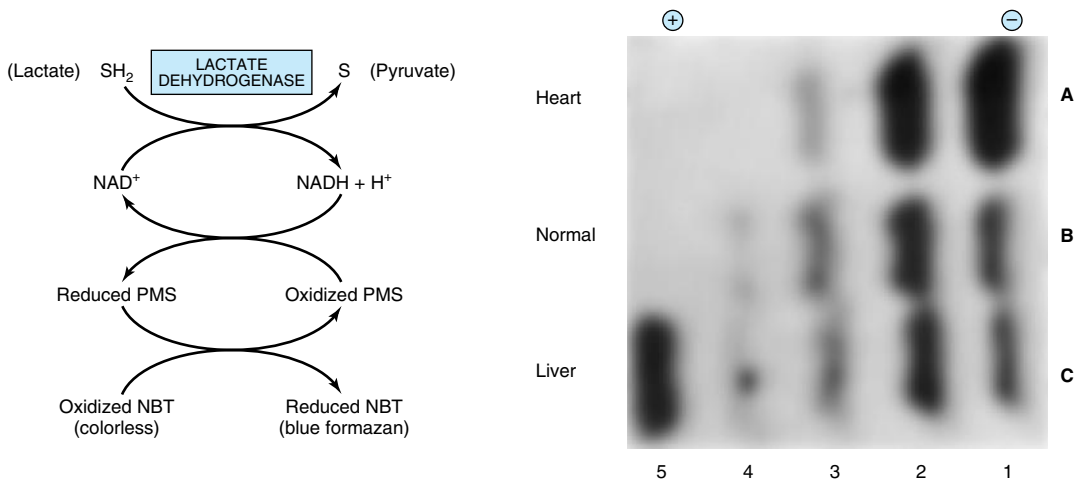 (Lactate) SH₂ LACTATE DEHYDROGENASE S (Pyruvate)
NAD⁺ NADH + H⁺
Reduced PMS Oxidized PMS
Oxidized NBT
(colorless)
Reduced NBT
(blue formazan)
+ −
Heart A
Normal B
Liver C
5 4 3 2 1